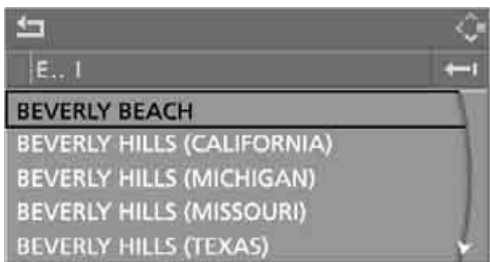 E.. I
BEVERLY BEACH
BEVERLY HILLS (CALIFORNIA)
BEVERLY HILLS (MICHIGAN)
BEVERLY HILLS (MISSOURI)
BEVERLY HILLS (TEXAS)